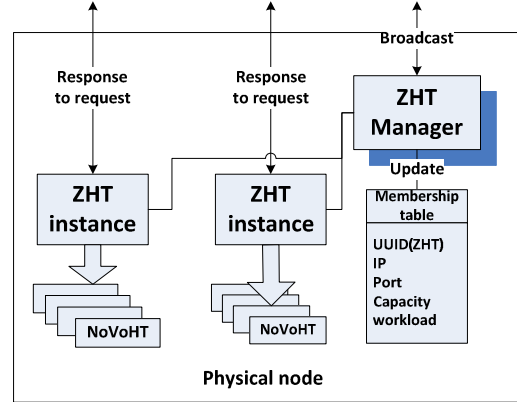 Broadcast
Response
to request
Response
to request
ZHT
Manager
Update
ZHT
instance
ZHT
instance
Membership
table
UUID(ZHT)
IP
Port
Capacity
workload
NoVoHT
NoVoHT
Physical node